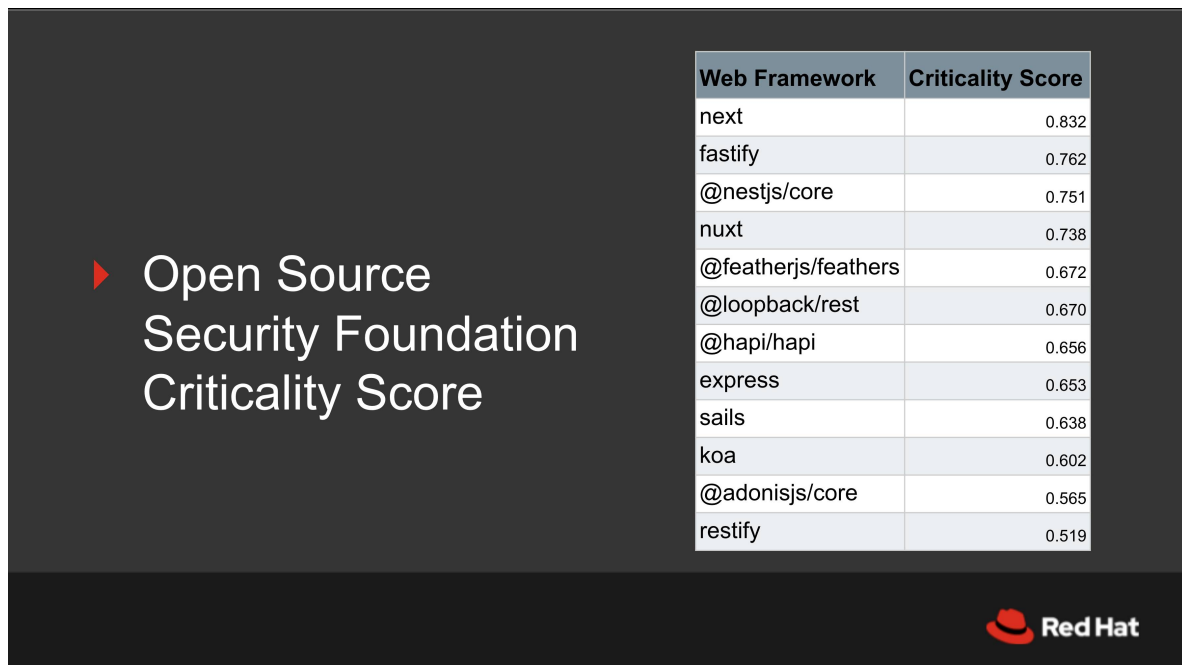 Open Source
Security Foundation
Criticality Score
Web Framework Criticality Score
next 0.832
fastify 0.762
@nestjs/core 0.751
nuxt 0.738
@featherjs/feathers 0.672
@loopback/rest 0.670
@hapi/hapi 0.656
express 0.653
sails 0.638
koa 0.602
@adonisjs/core 0.565
restify 0.519
Red Hat